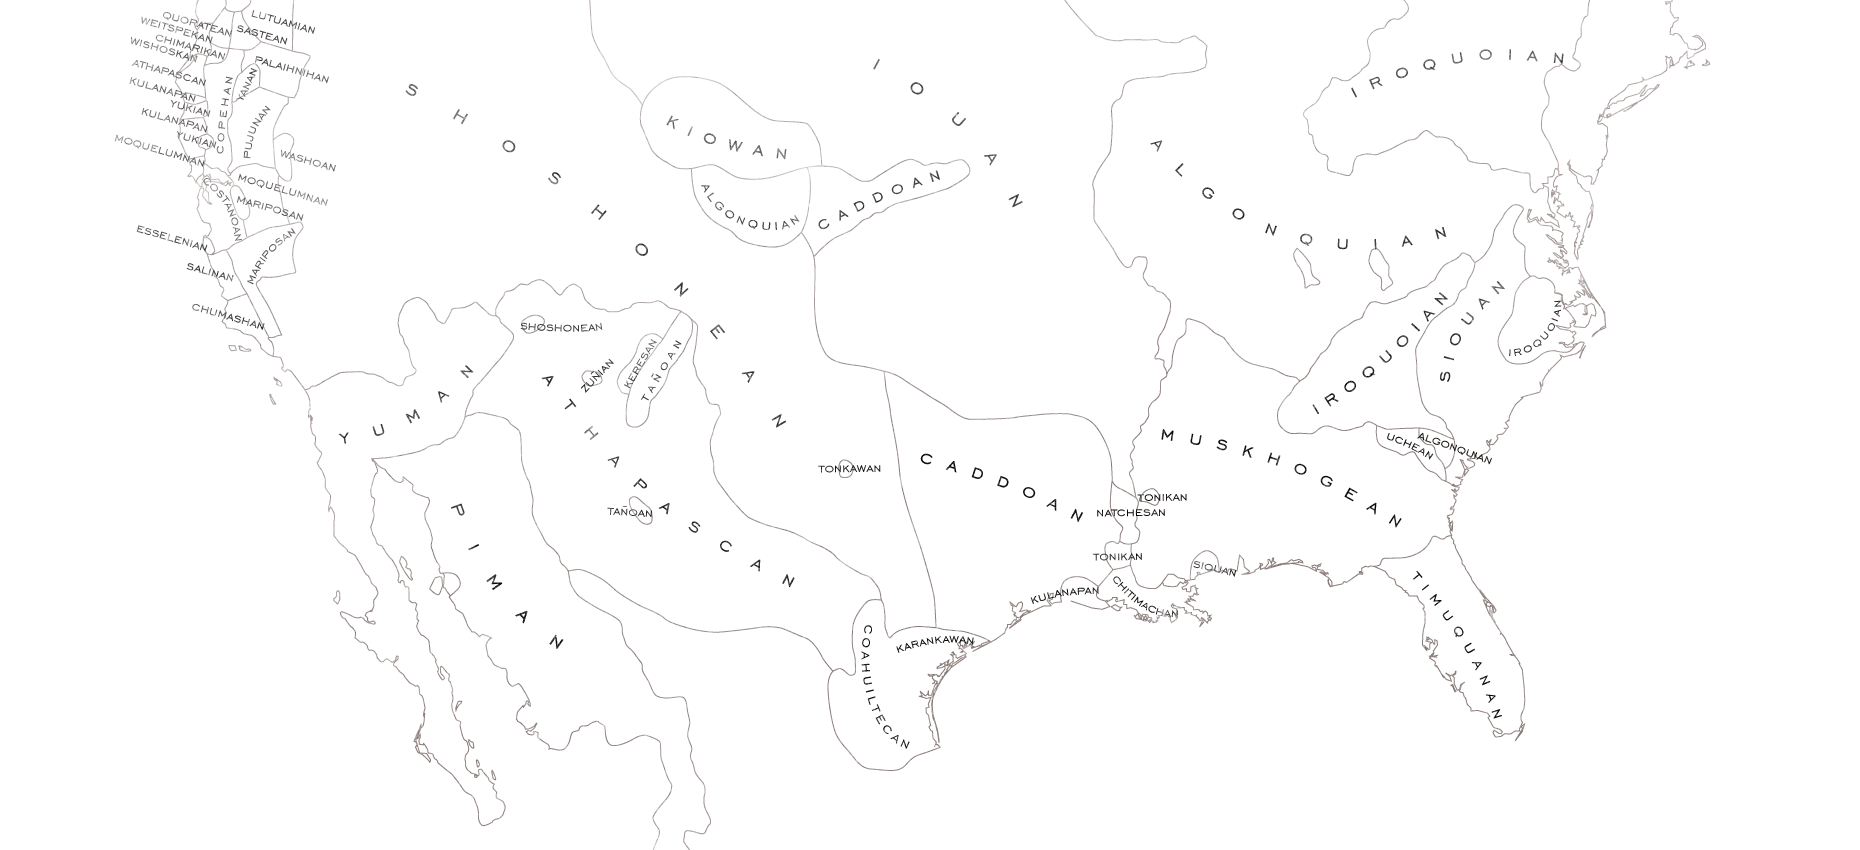 LUTUAMIAN
QUORATEAN
WEITSPEKAN
SASTEAN
CHIMARIKAN
WISHOSKAN
PALAIHNIHAN
ATHAPASCAN
YANAN
KULANAPAN
COPEHAN
YUKIAN
KULANAPAN
PUJUNAN
YUKIAN
MOQUELUMNAN
WASHOAN
MOQUELUMNAN
COSTAÑOAN
MARIPOSAN
ESSELENIAN
MARIPOSAN
SALINAN
CHUMASHAN
SHOSHONEAN
KIOWAN
ALGONQUIAN
CADDOAN
IOUAN
IROQUOIAN
ALGONQUIAN
IROQUOIAN
SIOUAN
IROQUOIAN
SHOSHONEAN
YUMAN
ZUÑIAN
KERESAN
TAÑOAN
ATHAPASCAN
TAÑOAN
TONKAWAN
CADDOAN
MUSKHOGEAN
UCHEAN
ALGONQUIAN
TONIKAN
NATCHESAN
TONIKAN
SIOUAN
KULANAPAN
CHITIMACHAN
PIMAN
COAHUILTECAN
KARANKAWAN
TIMUQUANAN